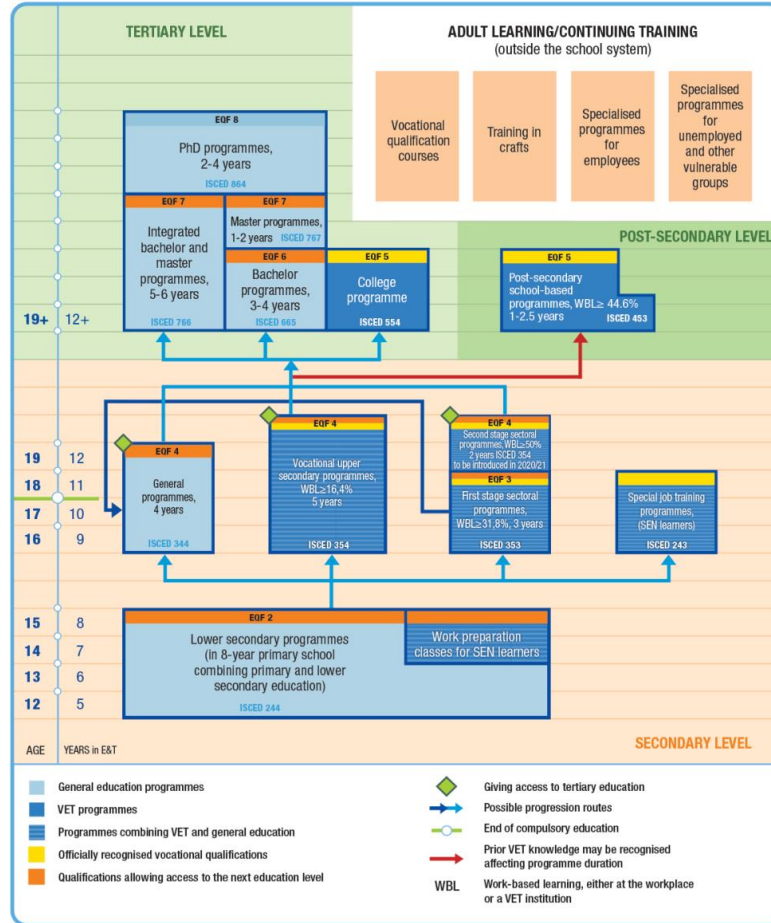 TERTIARY LEVEL
ADULT LEARNING/CONTINUING TRAINING
(outside the school system)
Vocational
qualification
courses
Training in
crafts
Specialised
programmes
for
employees
Specialised
programmes
for
unemployed
and other
vulnerable
groups
EQF 8
PhD programmes,
2-4 years
ISCED 864
EQF 7
Integrated
bachelor and
master
programmes,
5-6 years
ISCED 766
EQF 7
Master programmes,
1-2 years ISCED 767
EQF 6
Bachelor
programmes,
3-4 years
ISCED 665
EQF 5
College
programme
ISCED 554
POST-SECONDARY LEVEL
EQF 5
Post-secondary
school-based
programmes, WBL≥ 44.6%
1-2.5 years ISCED 453
19+ 12+
19 12
18 11
17 10
16 9
EQF 4
General
programmes,
4 years
ISCED 344
EQF 4
Vocational upper
secondary programmes,
WBL≥16,4%
5 years
ISCED 354
EQF 4
Second stage sectoral
programmes, WBL≥50%
2 years ISCED 354
to be introduced in 2020/21
EQF 3
First stage sectoral
programmes,
WBL≥31,8%, 3 years
ISCED 353
Special job training
programmes,
(SEN learners)
ISCED 243
15 8
14 7
13 6
12 5
EQF 2
Lower secondary programmes
(in 8-year primary school
combining primary and lower
secondary education)
ISCED 244
Work preparation
classes for SEN learners
AGE YEARS in E&T
SECONDARY LEVEL
General education programmes
VET programmes
Programmes combining VET and general education
Officially recognised vocational qualifications
Qualifications allowing access to the next education level
Giving access to tertiary education
Possible progression routes
End of compulsory education
Prior VET knowledge may be recognised
affecting programme duration
WBL Work-based learning, either at the workplace
or a VET institution